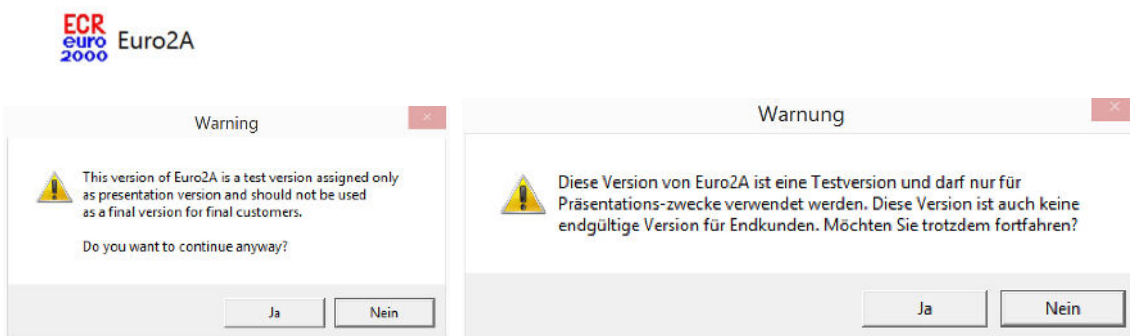 ECR
euro
2000
Euro2A
Warning
This version of Euro2A is a test version assigned only
as presentation version and should not be used
as a final version for final customers.
Do you want to continue anyway?
Ja
Nein
Warnung
Diese Version von Euro2A ist eine Testversion und darf nur für
Präsentations-zwecke verwendet werden. Diese Version ist auch keine
endgültige Version für Endkunden. Möchten Sie trotzdem fortfahren?
Ja
Nein